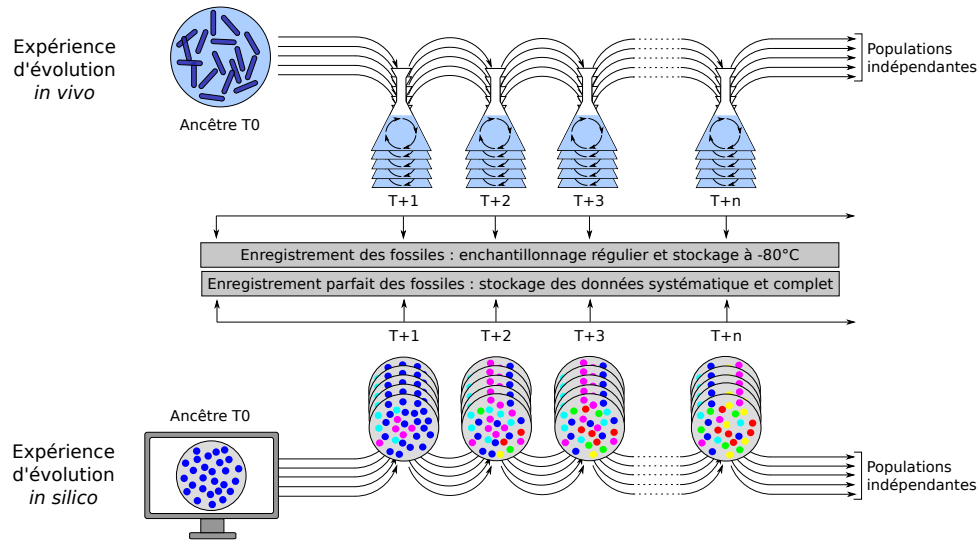 Expérience
d'évolution
in vivo
Ancêtre T0
Populations
indépendantes
T+1 T+2 T+3 T+n
Enregistrement des fossiles : enchantillonnage régulier et stockage à -80°C
Enregistrement parfait des fossiles : stockage des données systématique et complet
T+1 T+2 T+3 T+n
Ancêtre T0
Expérience
d'évolution
in silico
Populations
indépendantes